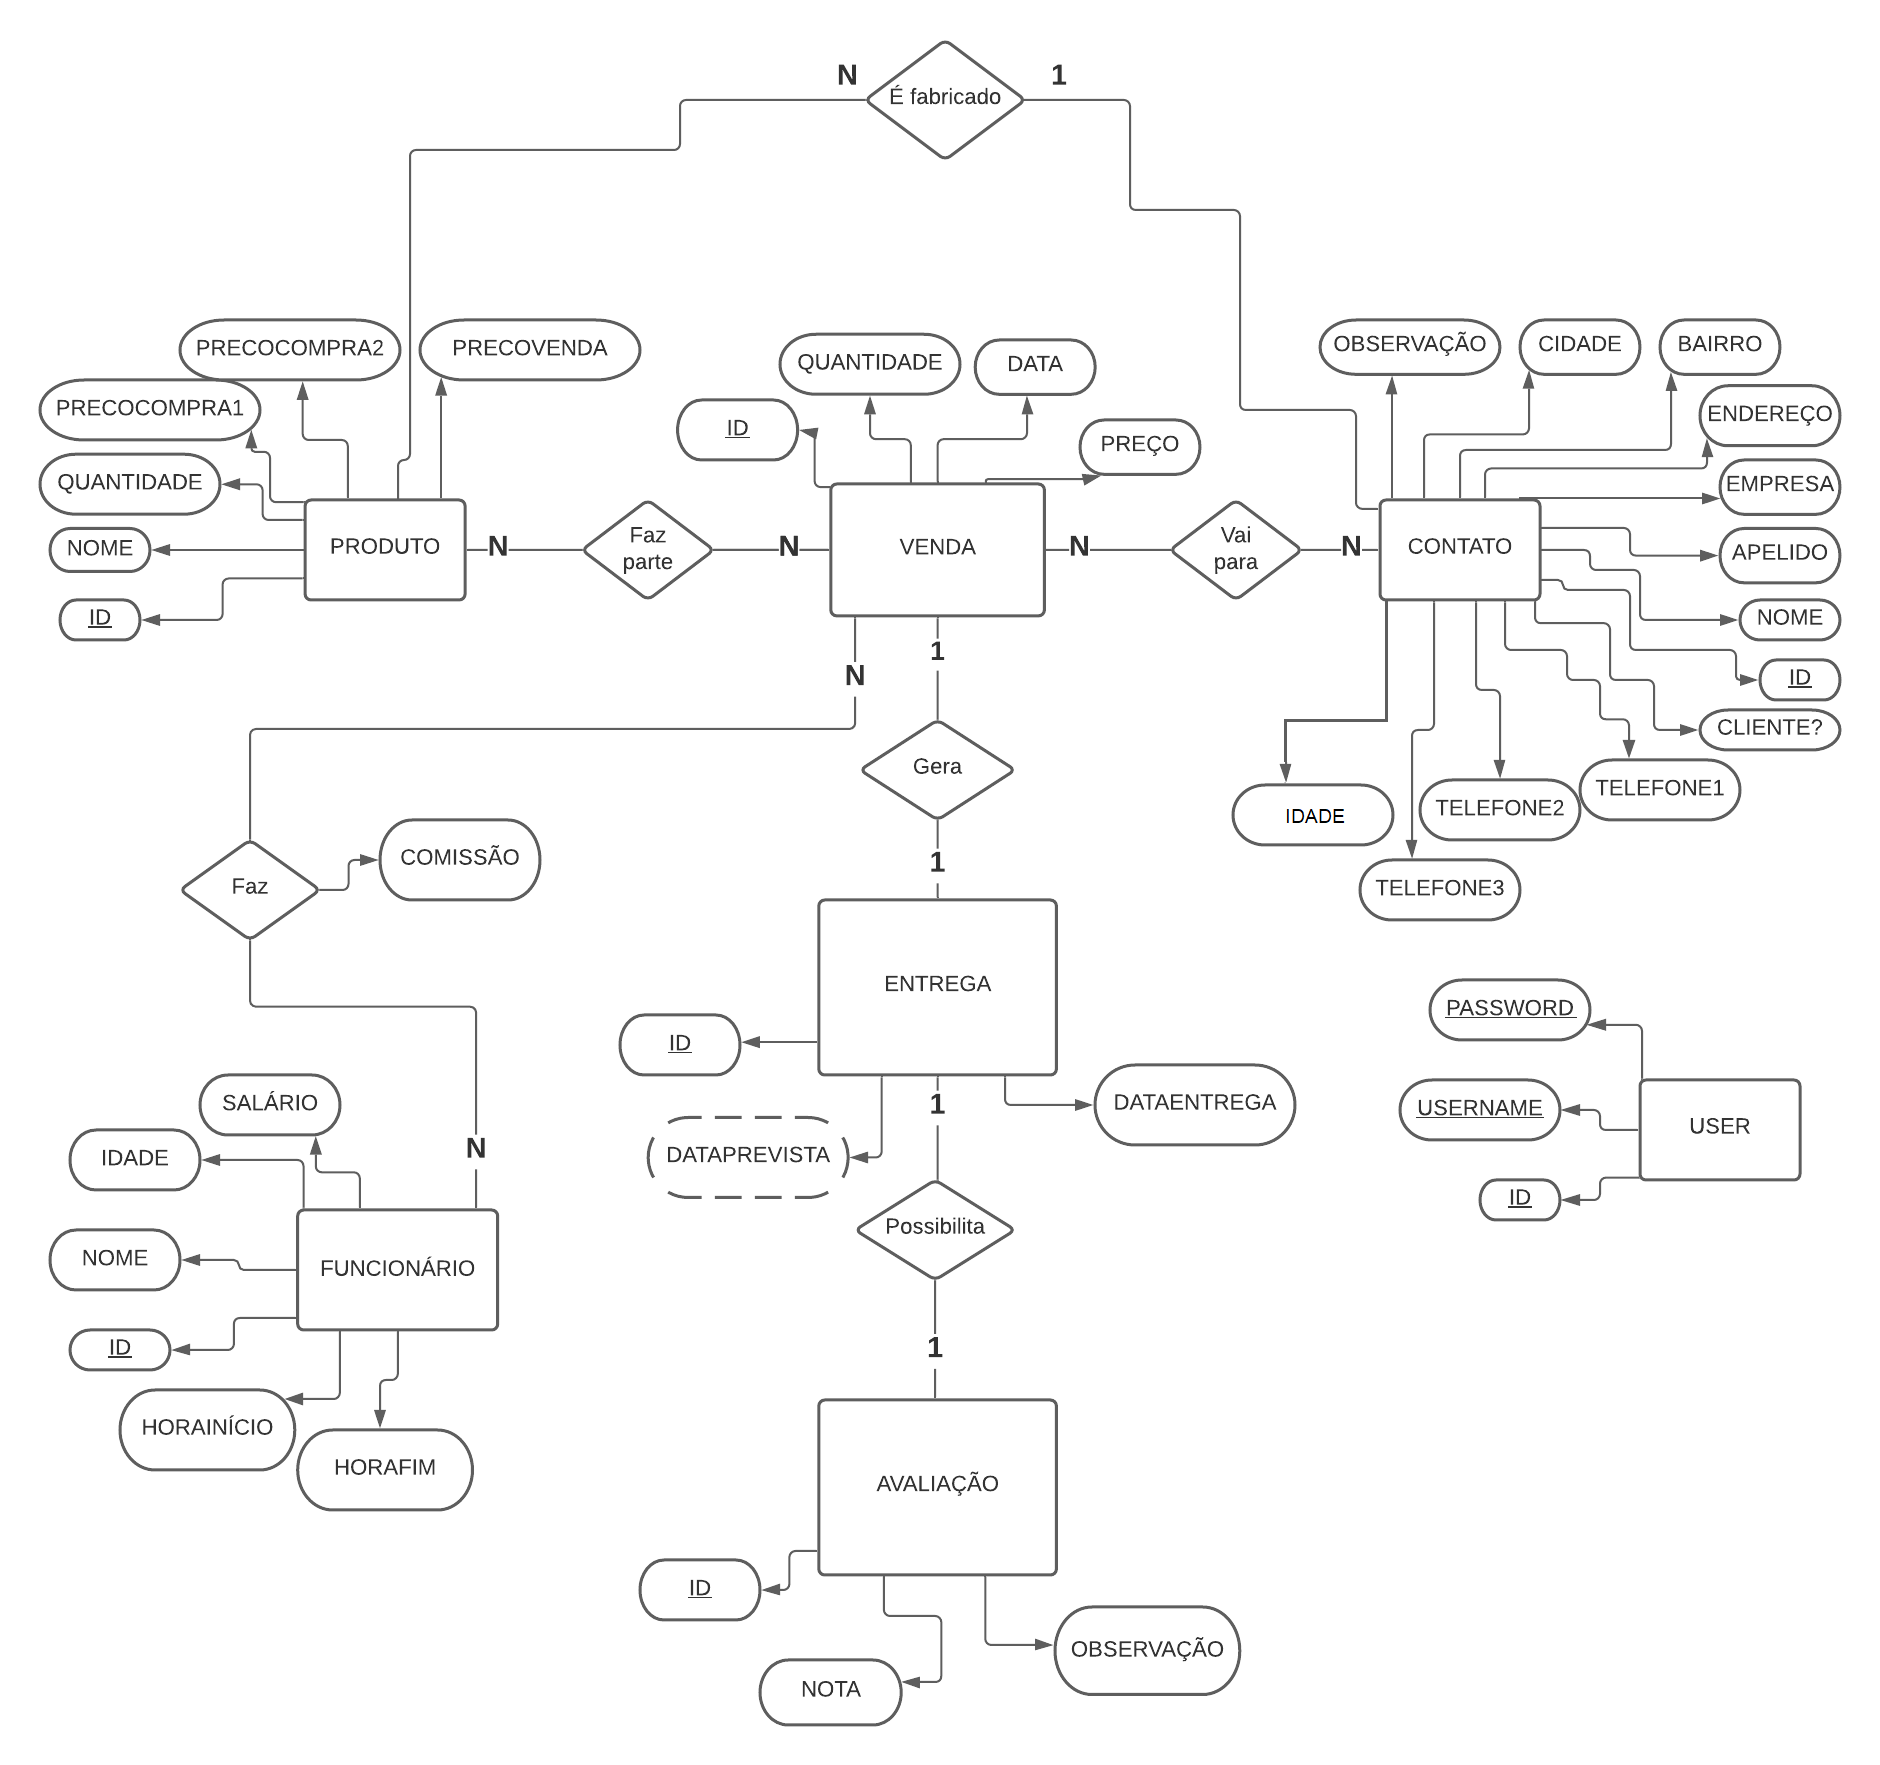 N
1
É fabricado
PRECOCOMPRA2
PRECOVENDA
PRECOCOMPRA1
QUANTIDADE
NOME
ID
PRODUTO
N
Faz
parte
N
ID
QUANTIDADE
DATA
PREÇO
VENDA
N
Vai
para
N
OBSERVAÇÃO
CIDADE
BAIRRO
ENDEREÇO
EMPRESA
CONTATO
APELIDO
NOME
ID
CLIENTE?
TELEFONE1
TELEFONE2
IDADE
TELEFONE3
N
1
Gera
1
Faz
COMISSÃO
N
ENTREGA
ID
1
DATAENTREGA
DATAPREVISTA
Possibilita
1
PASSWORD
USERNAME
ID
USER
SALÁRIO
IDADE
NOME
FUNCIONÁRIO
ID
HORAINÍCIO
HORAFIM
AVALIAÇÃO
ID
NOTA
OBSERVAÇÃO